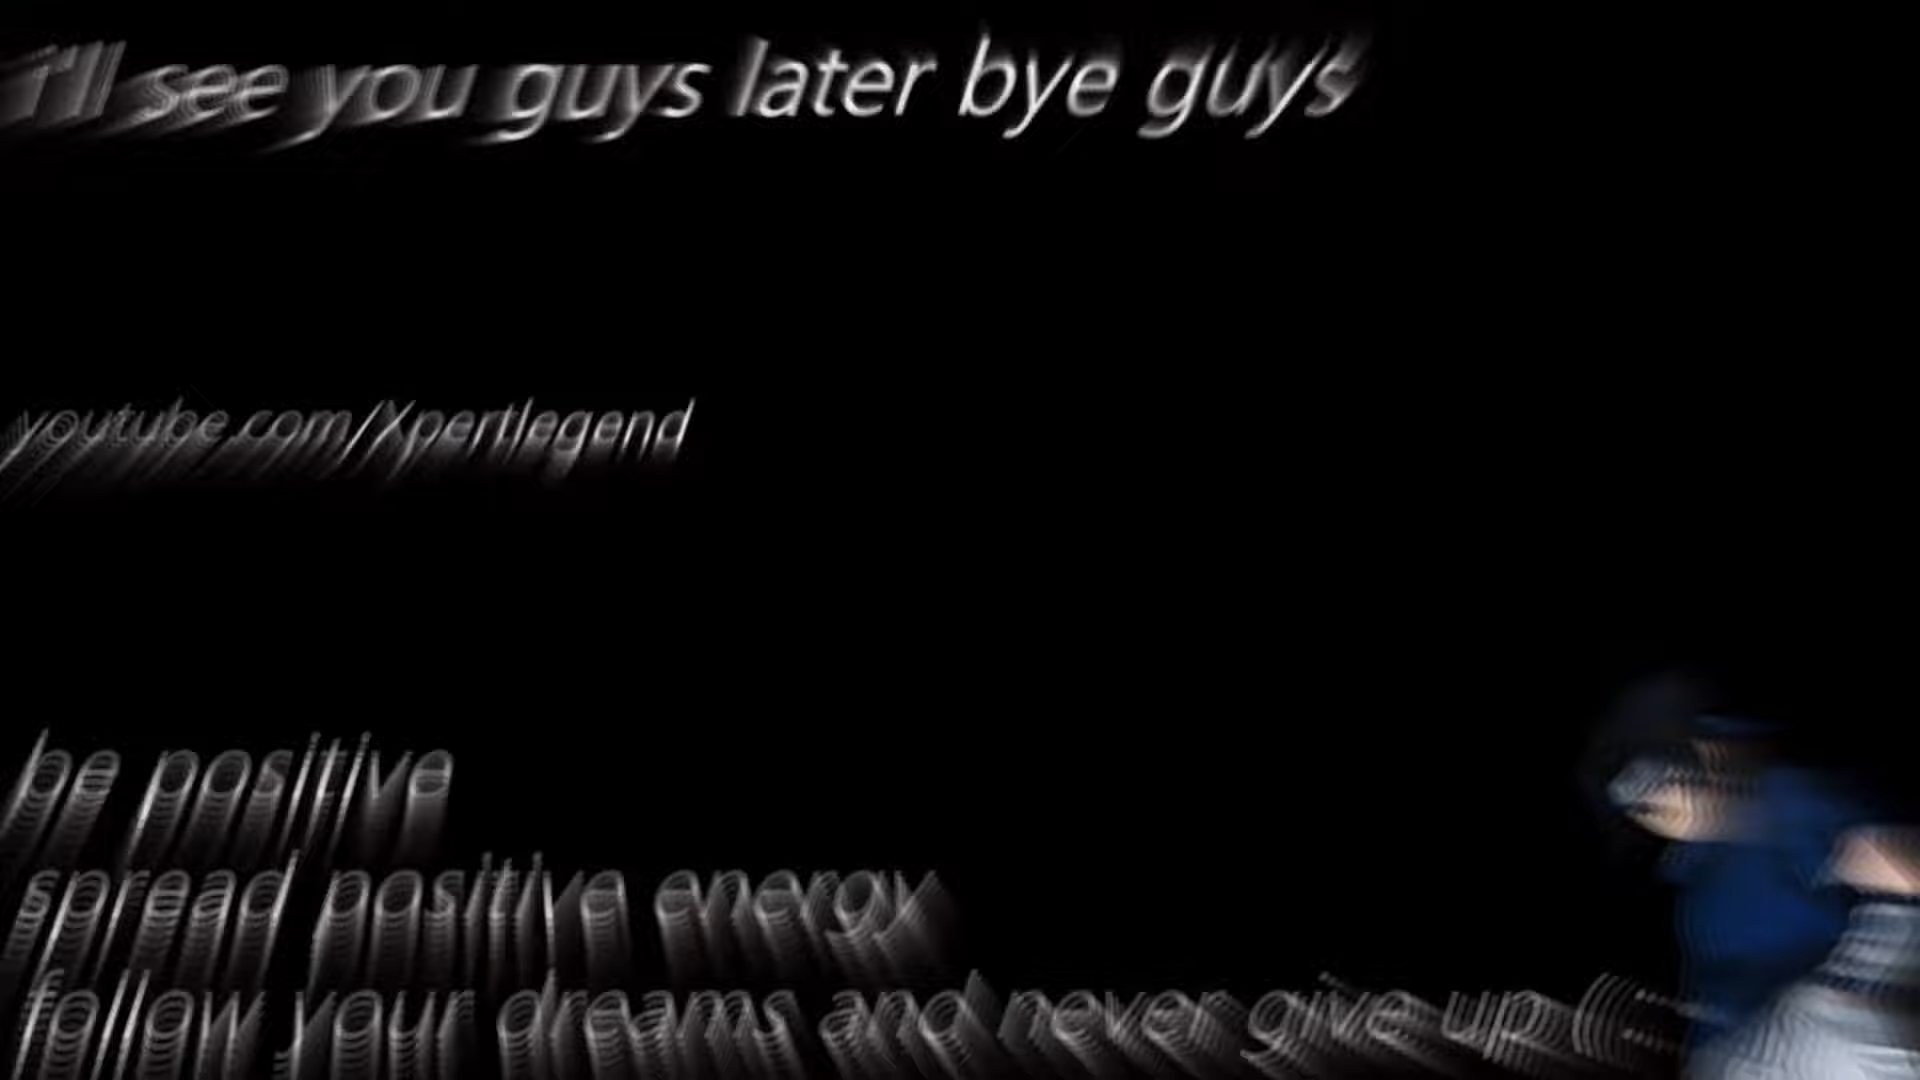 i'll see you guys later bye guys
youtube.com/Xpertlegend
be positive
spread positive energy
follow your dreams and never give up (: